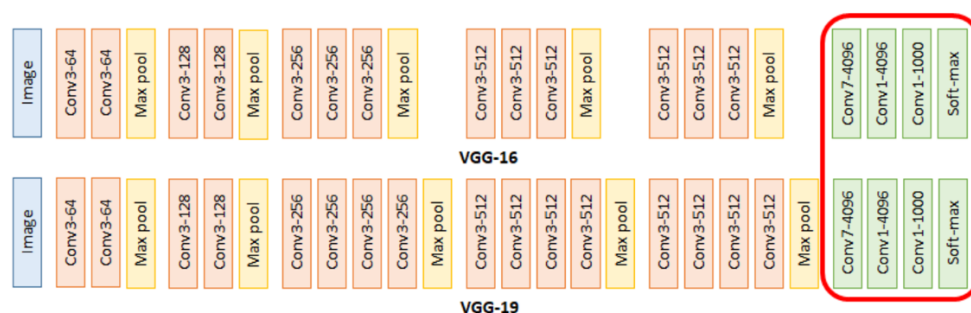 Image
Conv3-64
Conv3-64
Max pool
Conv3-128
Conv3-128
Max pool
Conv3-256
Conv3-256
Conv3-256
Max pool
Conv3-512
Conv3-512
Conv3-512
Max pool
Conv3-512
Conv3-512
Conv3-512
Max pool
Conv7-4096
Conv1-4096
Conv1-1000
Soft-max
VGG-16
Image
Conv3-64
Conv3-64
Max pool
Conv3-128
Conv3-128
Max pool
Conv3-256
Conv3-256
Conv3-256
Conv3-256
Max pool
Conv3-512
Conv3-512
Conv3-512
Conv3-512
Max pool
Conv3-512
Conv3-512
Conv3-512
Conv3-512
Max pool
Conv7-4096
Conv1-4096
Conv1-1000
Soft-max
VGG-19